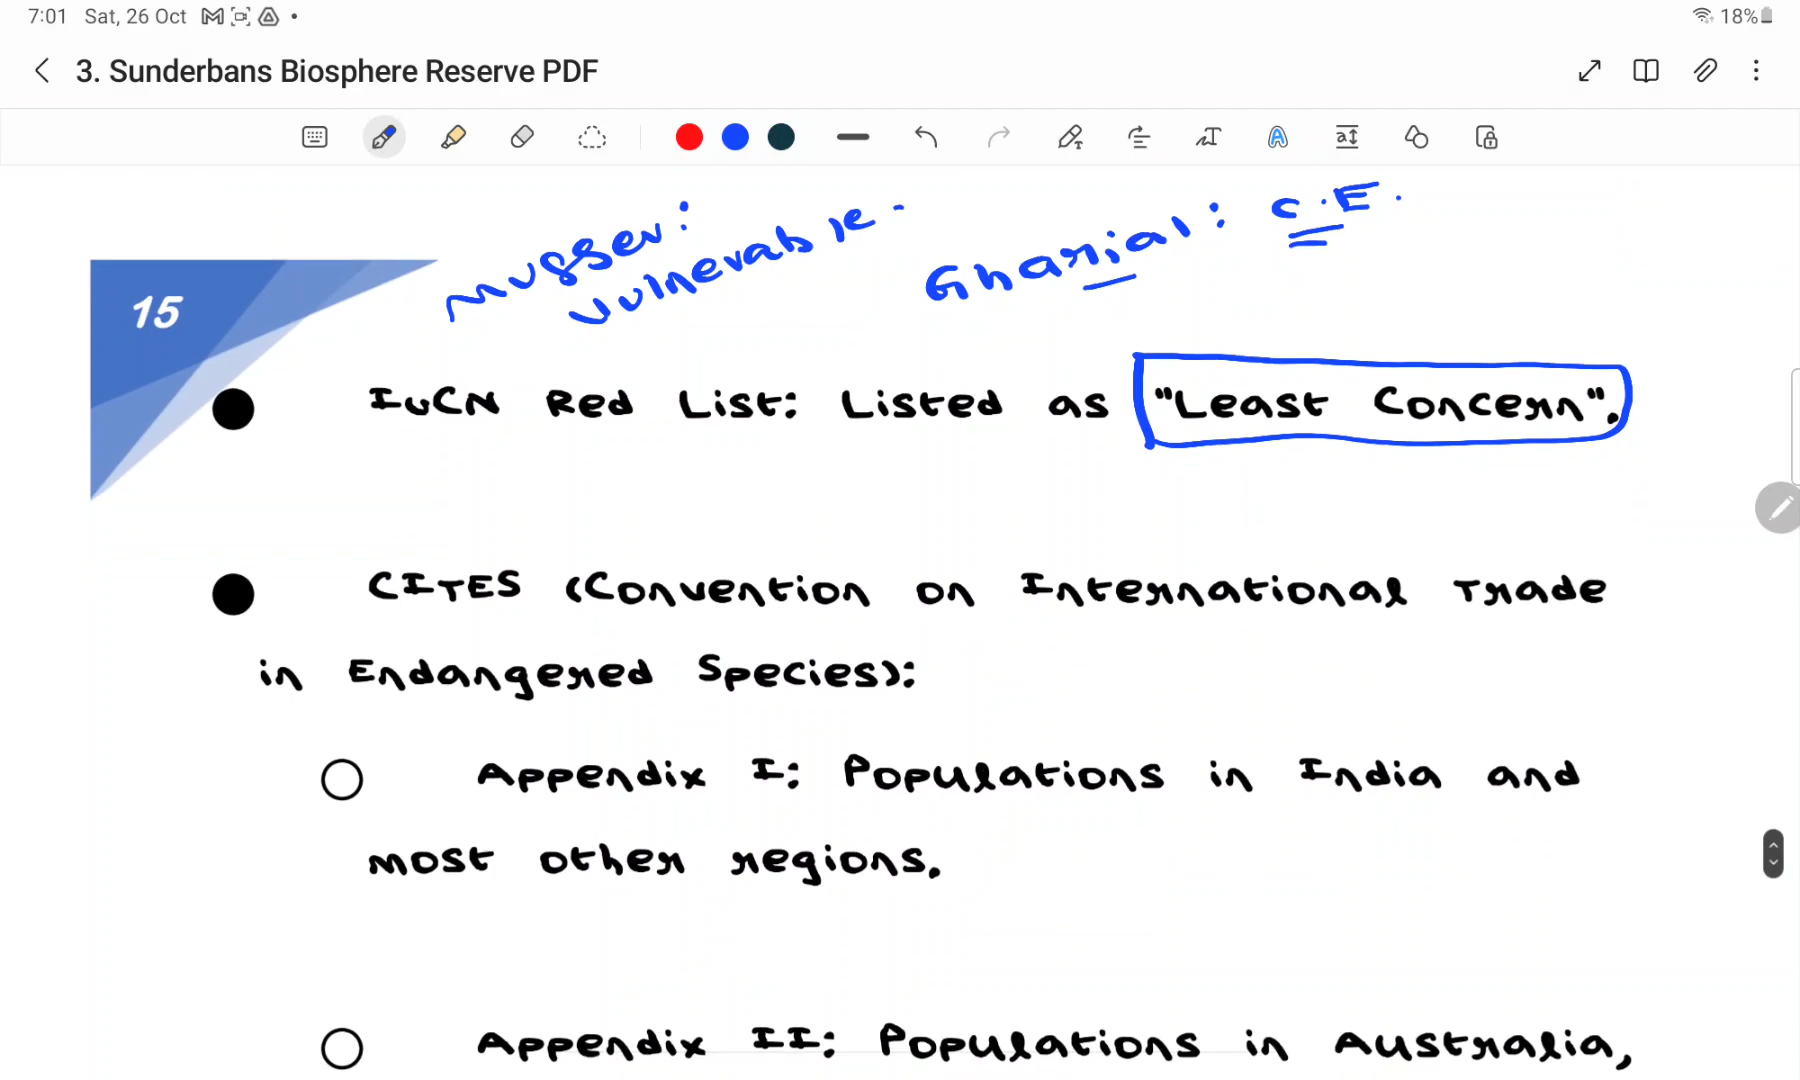 7:01 Sat, 26 Oct
18%
3. Sunderbans Biosphere Reserve PDF
Mugger:
Vulnerable
Gharial: C.E.
15
IUCN Red List: Listed as "Least Concern".
CITES (Convention on International Trade
in Endangered Species):
Appendix I: Populations in India and
most other regions.
Appendix II: Populations in Australia,